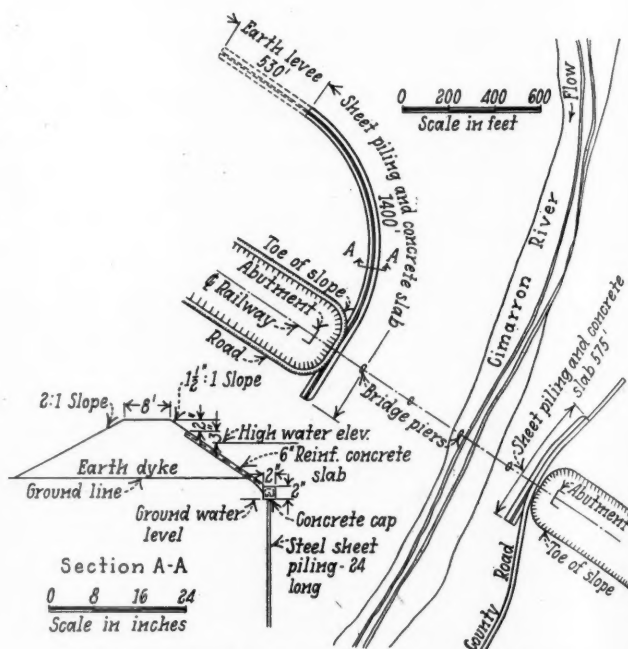 Earth levee
530'
Sheet piling and concrete slab
1400'
0 200 400 600
Scale in feet
Flow
Cimarron River
A A
Toe of slope
Abutment
℄ Railway
Road
Bridge piers
Sheet piling and concrete
slab 575'
Abutment
Toe of slope
County Road
2:1 Slope
8'
1½":1 Slope
2'
3'
High water elev.
6" Reinf. concrete
slab
2"
2"
Earth dyke
Ground line
Ground water
level
Concrete cap
Steel sheet
piling-24
long
Section A-A
0 8 16 24
Scale in inches